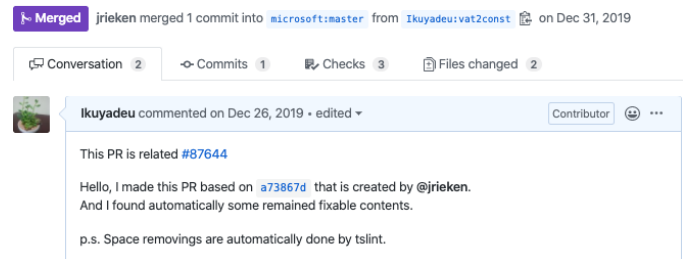 Merged jrieken merged 1 commit into microsoft:master from Ikuyadeu:vat2const on Dec 31, 2019
Conversation 2 Commits 1 Checks 3 Files changed 2
Ikuyadeu commented on Dec 26, 2019 • edited Contributor
This PR is related #87644
Hello, I made this PR based on a73867d that is created by @jrieken.
And I found automatically some remained fixable contents.
p.s. Space removings are automatically done by tslint.